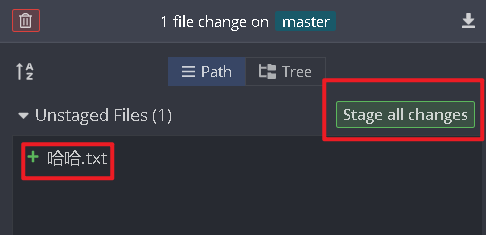 1 file change on master
A
Z
Path Tree
Unstaged Files (1) Stage all changes
+ 哈哈.txt